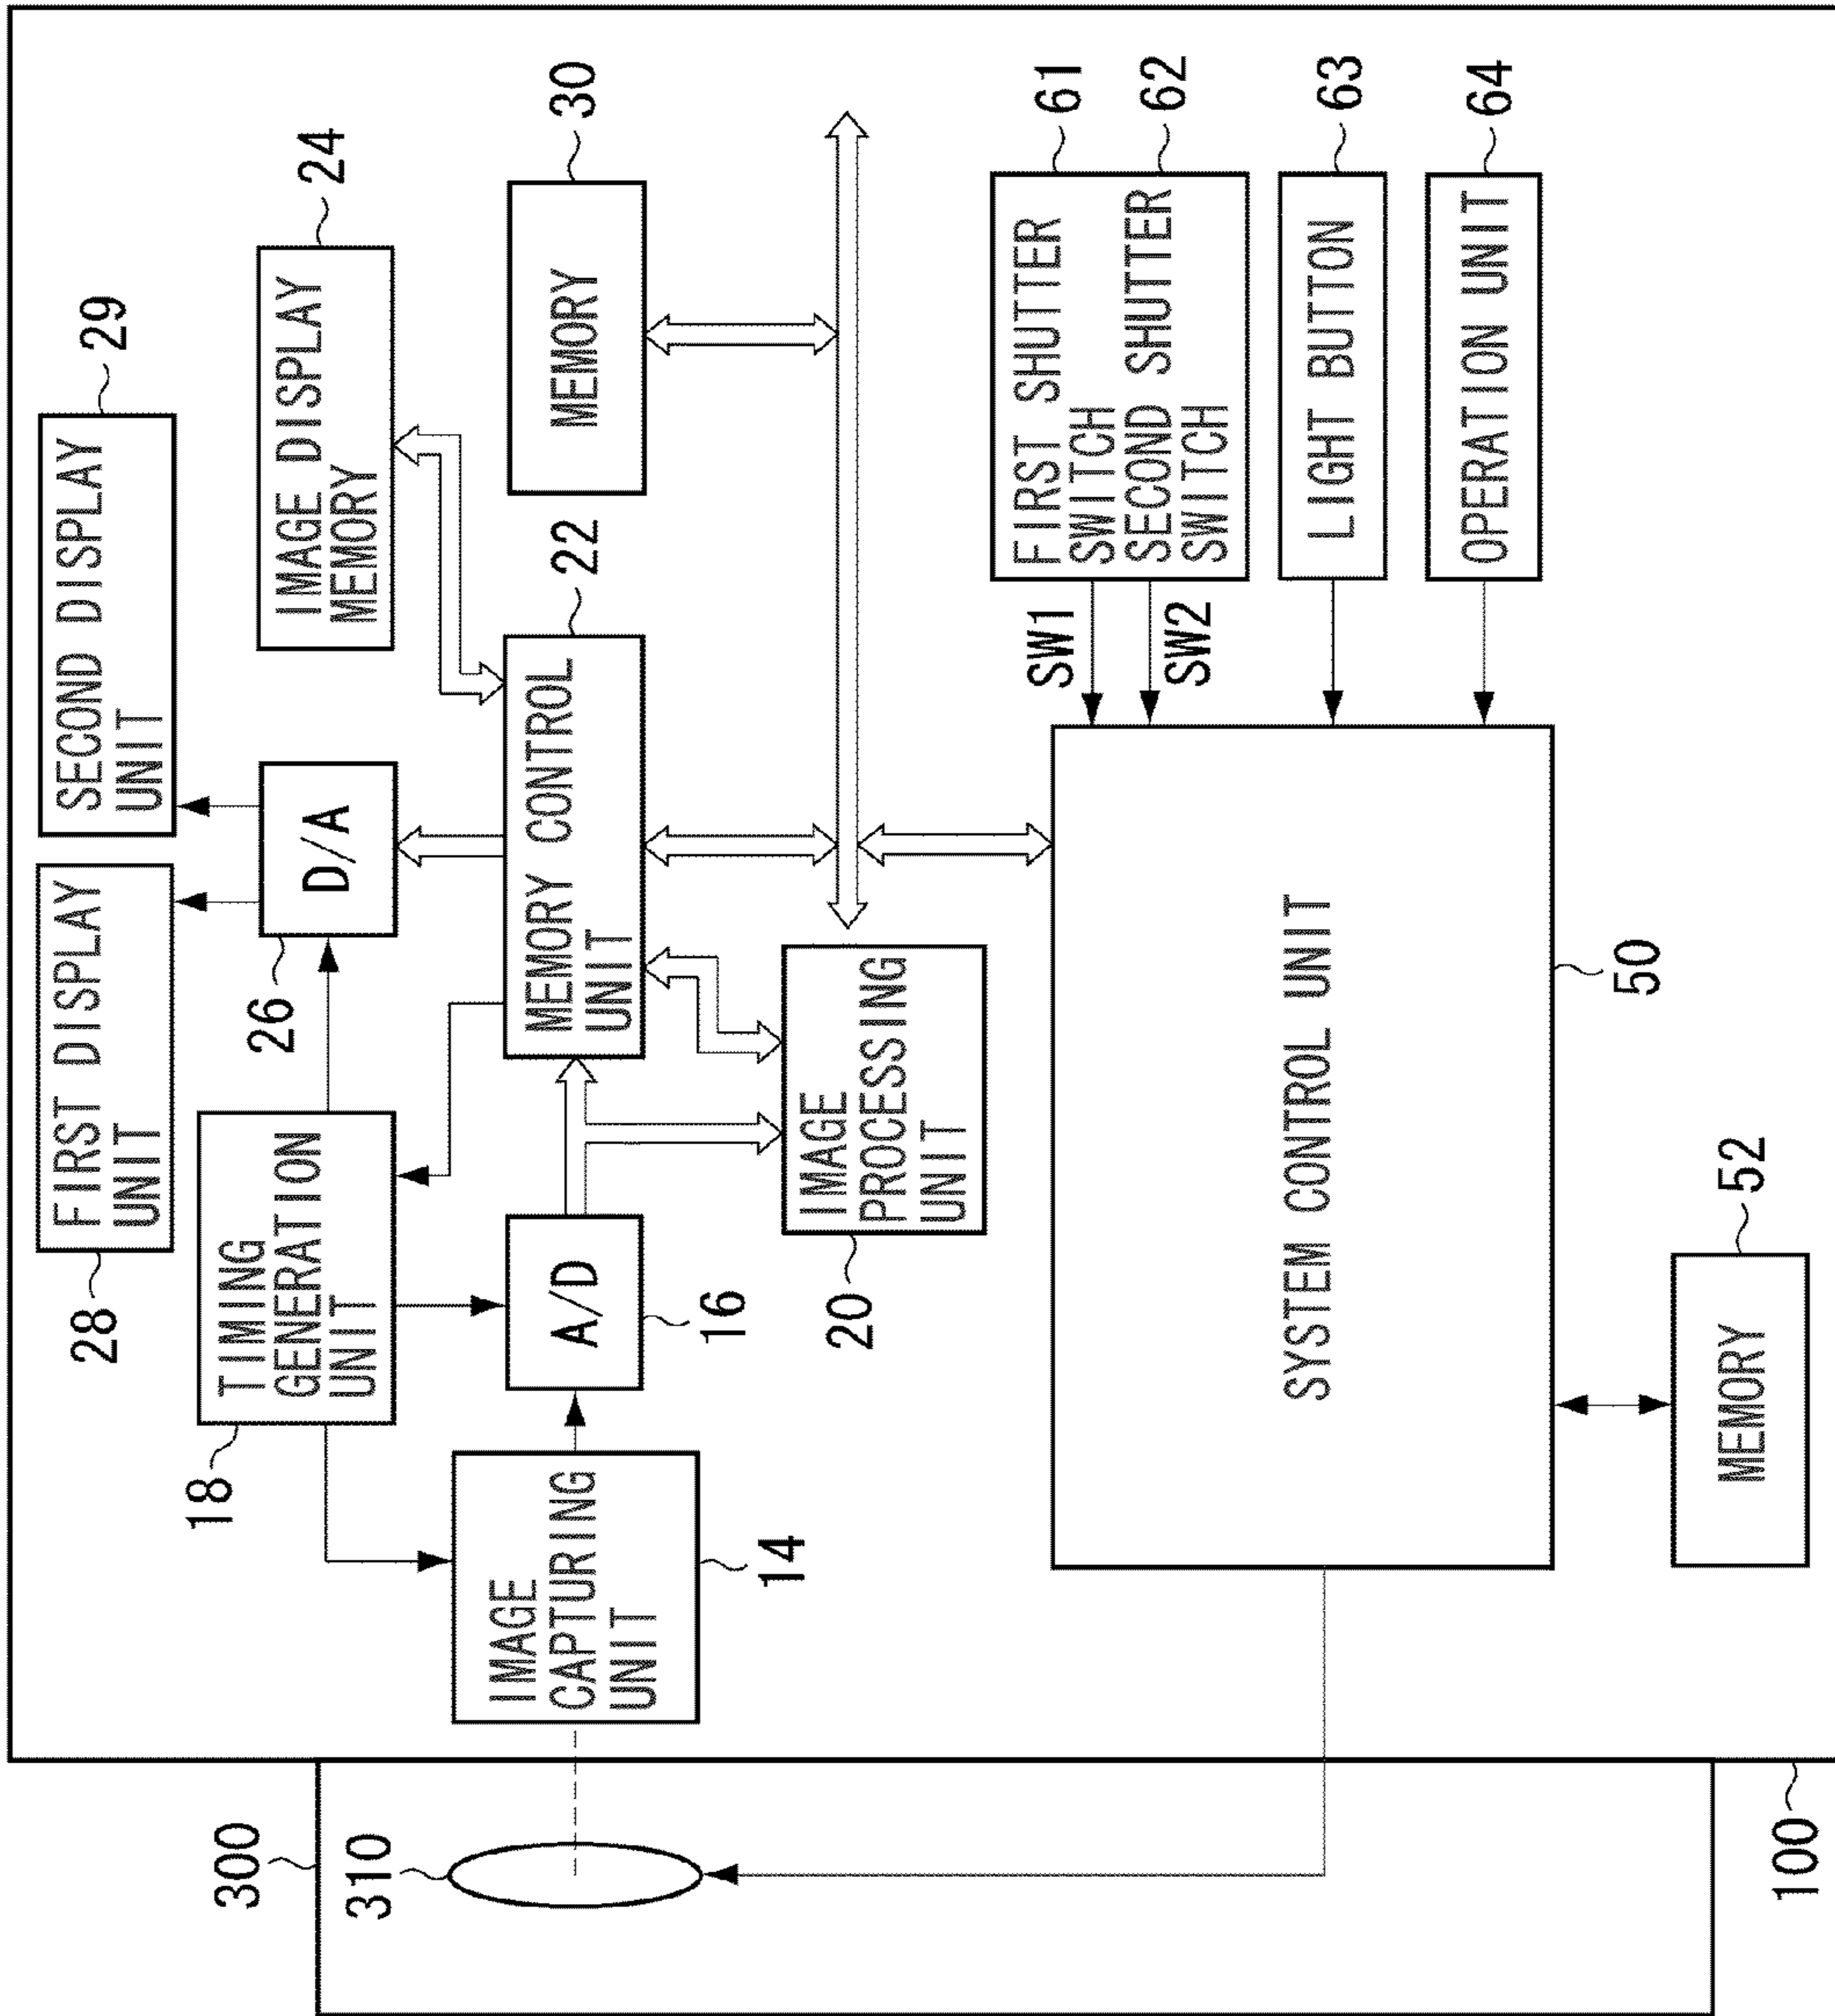 300
310
100
IMAGE
CAPTURING
UNIT
14
TIMING
GENERATION
UNIT
18
A/D
16
FIRST DISPLAY
UNIT
28
SECOND DISPLAY
UNIT
29
D/A
26
IMAGE DISPLAY
MEMORY
24
MEMORY CONTROL
UNIT
22
MEMORY
30
IMAGE
PROCESSING
UNIT
20
SYSTEM CONTROL UNIT
50
MEMORY
52
SW1
SW2
FIRST SHUTTER
SWITCH
SECOND SHUTTER
SWITCH
61
62
LIGHT BUTTON
63
OPERATION UNIT
64